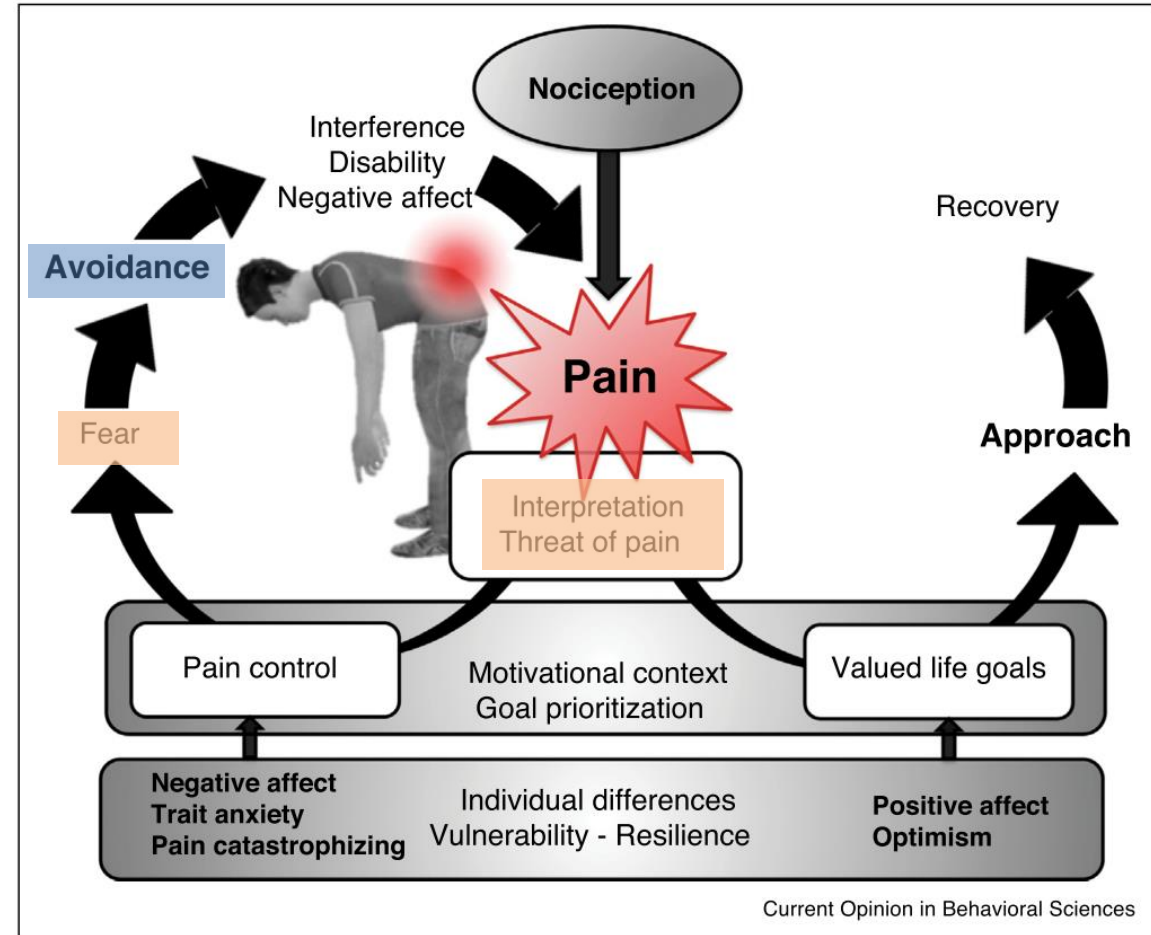 Nociception
Interference
Disability
Negative affect
Recovery
Avoidance
Pain
Fear
Approach
Interpretation
Threat of pain
Pain control
Motivational context
Goal prioritization
Valued life goals
Negative affect
Trait anxiety
Pain catastrophizing
Individual differences
Vulnerability - Resilience
Positive affect
Optimism
Current Opinion in Behavioral Sciences